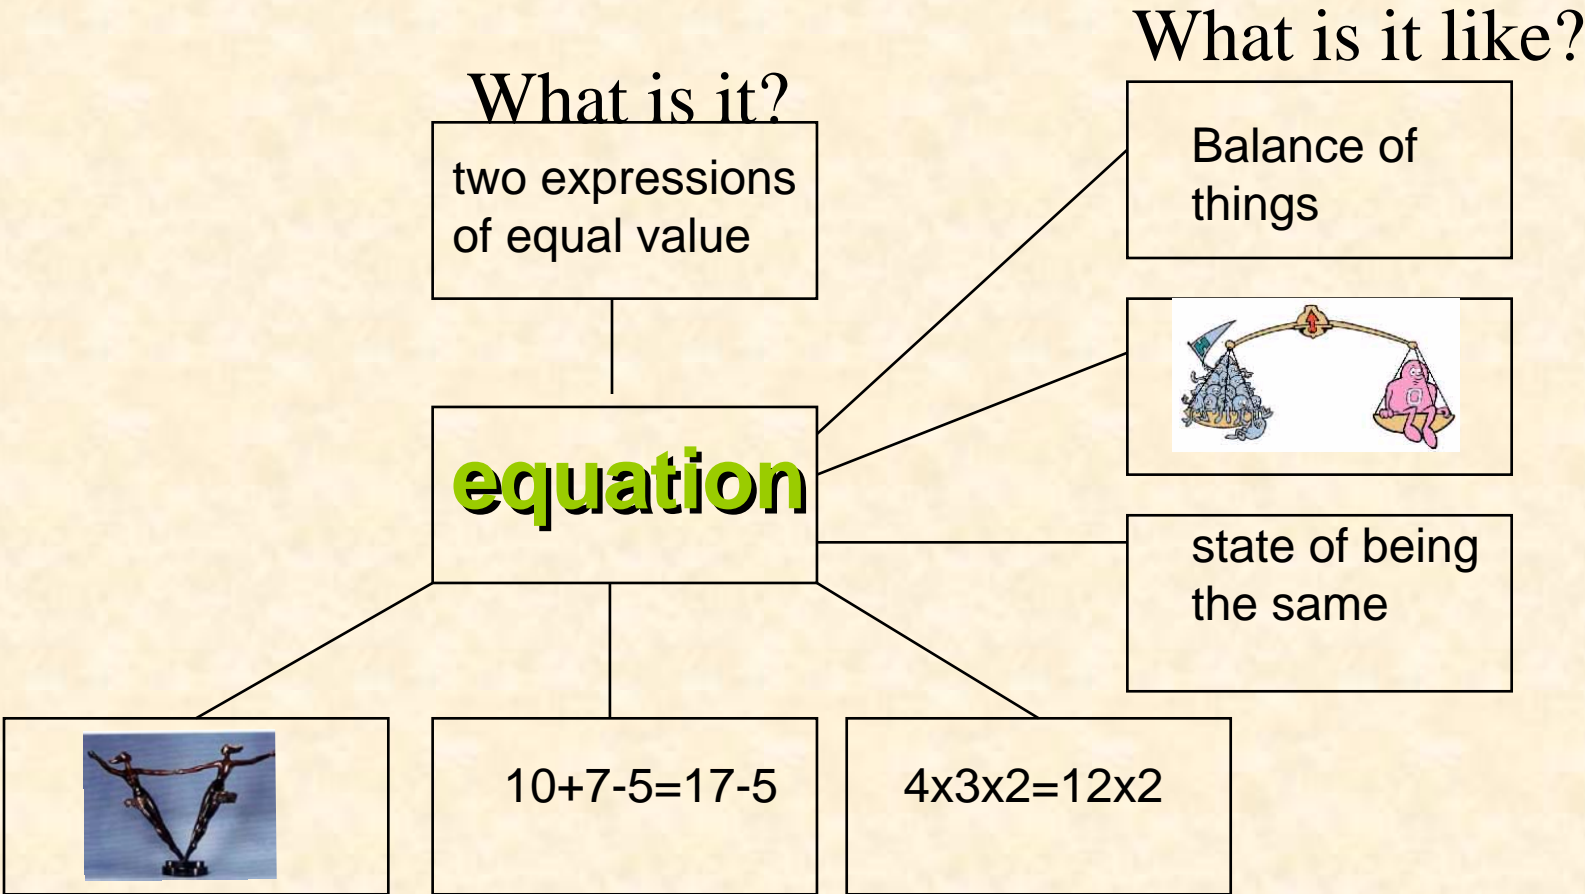 What is it like?
What is it?
two expressions
of equal value
Balance of
things
equation
state of being
the same
10+7-5=17-5
4x3x2=12x2